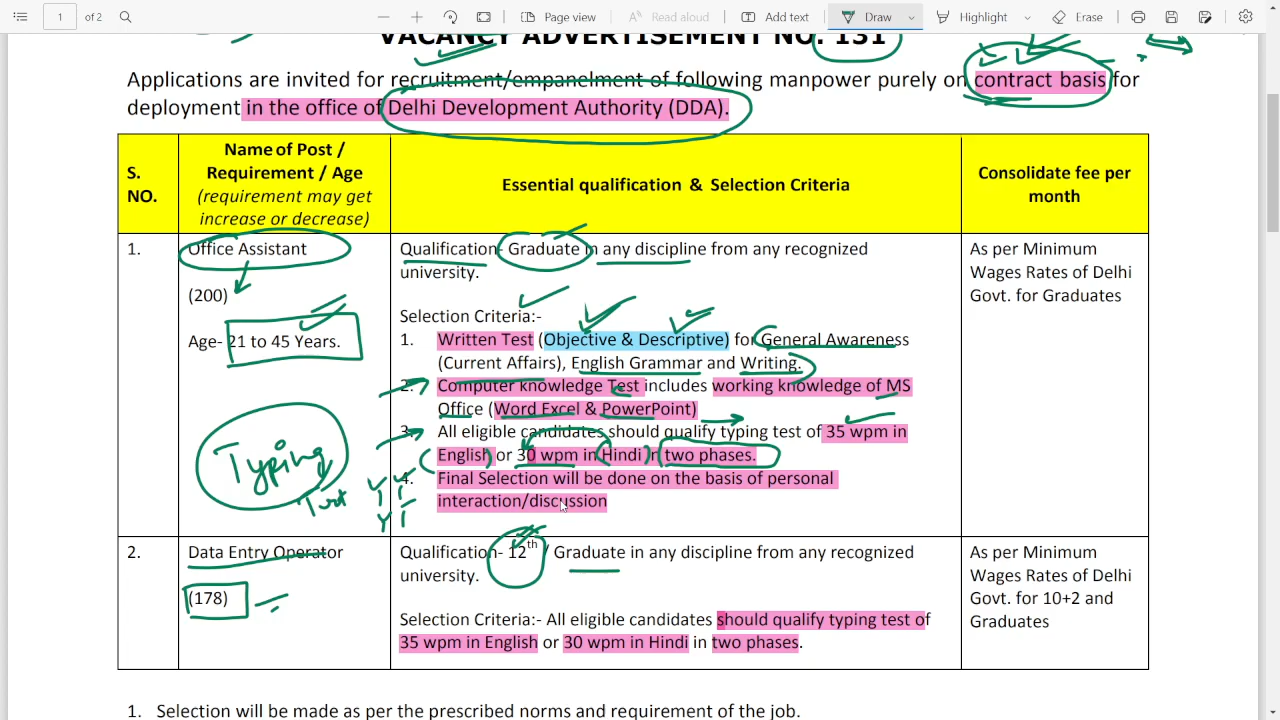 1 of 2 Page view Read aloud Add text Draw Highlight Erase
VACANCY ADVERTISEMENT NO. 131
Applications are invited for recruitment/empanelment of following manpower purely on contract basis for
deployment in the office of Delhi Development Authority (DDA).
S. NO.
Name of Post /
Requirement / Age
(requirement may get
increase or decrease)
Essential qualification & Selection Criteria
Consolidate fee per
month
1.
Office Assistant
(200)
Age- 21 to 45 Years.
Typing
Test
Qualification- Graduate in any discipline from any recognized
university.
Selection Criteria:-
1. Written Test (Objective & Descriptive) for General Awareness
(Current Affairs), English Grammar and Writing.
2. Computer knowledge Test includes working knowledge of MS
Office (Word Excel & PowerPoint)
3. All eligible candidates should qualify typing test of 35 wpm in
English or 30 wpm in Hindi in two phases.
4. Final Selection will be done on the basis of personal
interaction/discussion
As per Minimum
Wages Rates of Delhi
Govt. for Graduates
2.
Data Entry Operator
(178)
Qualification- 12th / Graduate in any discipline from any recognized
university.
Selection Criteria:- All eligible candidates should qualify typing test of
35 wpm in English or 30 wpm in Hindi in two phases.
As per Minimum
Wages Rates of Delhi
Govt. for 10+2 and
Graduates
1. Selection will be made as per the prescribed norms and requirement of the job.